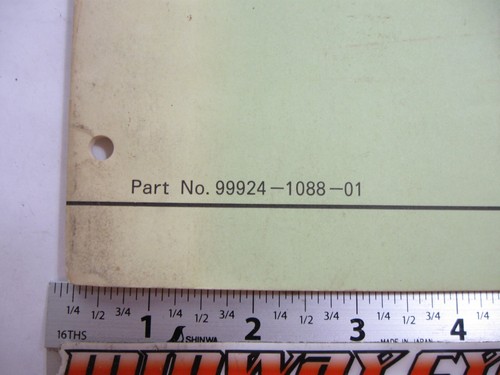 Part No. 99924-1088-01
1/4 1/2 3/4 1 1/4 1/2 3/4 2 1/4 1/2 3/4 3 1/4 1/2 3/4 4 1/4
16THS SHINWA MADE IN JAPAN
MIDWAY CY